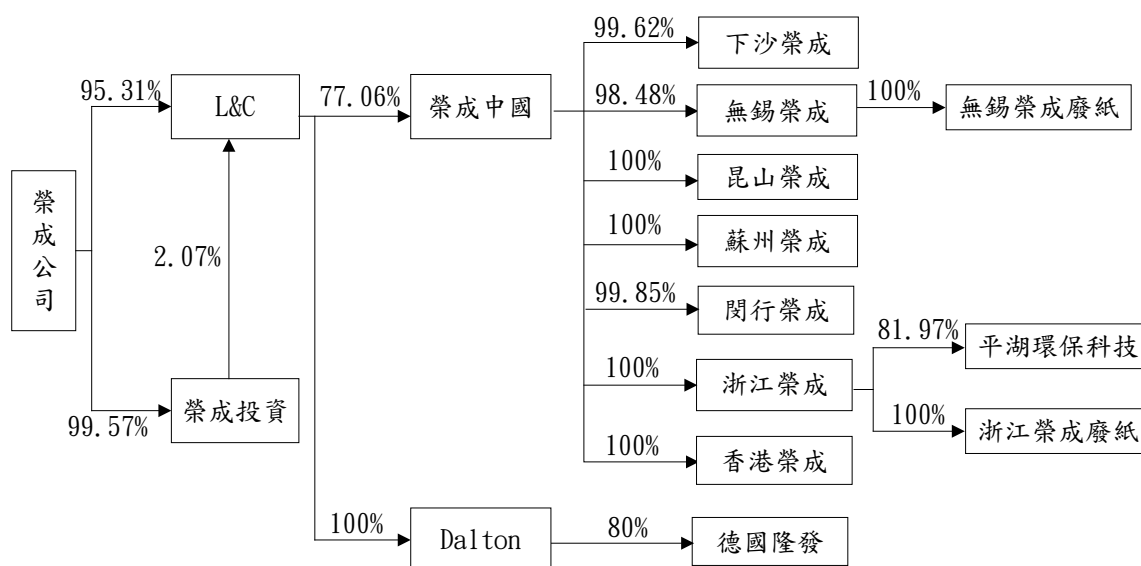 99.62%
下沙榮成
95.31%
L&C
77.06%
榮成中國
98.48%
無錫榮成
100%
無錫榮成廢紙
100%
昆山榮成
榮成公司
2.07%
100%
蘇州榮成
99.85%
閔行榮成
81.97%
平湖環保科技
100%
浙江榮成
99.57%
榮成投資
100%
浙江榮成廢紙
100%
香港榮成
100%
Dalton
80%
德國隆發